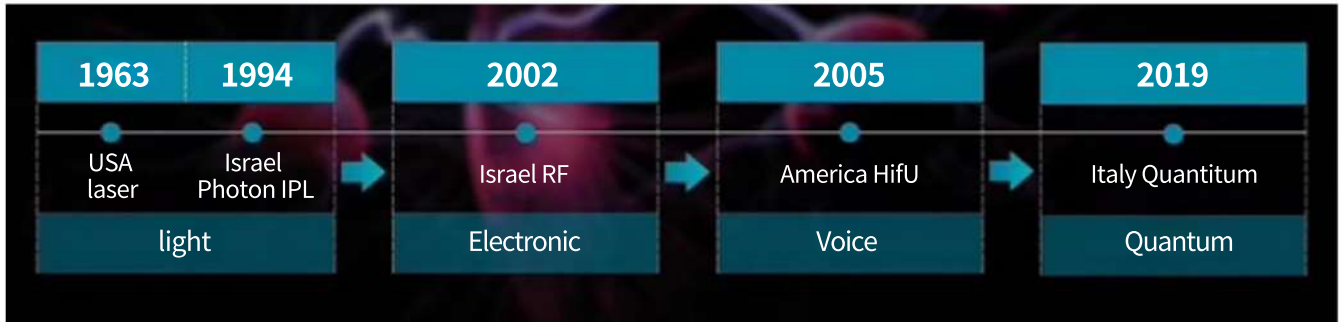 1963 1994 2002 2005 2019
USA
laser
Israel
Photon IPL
Israel RF
America HifU
Italy Quantitum
light
Electronic
Voice
Quantum